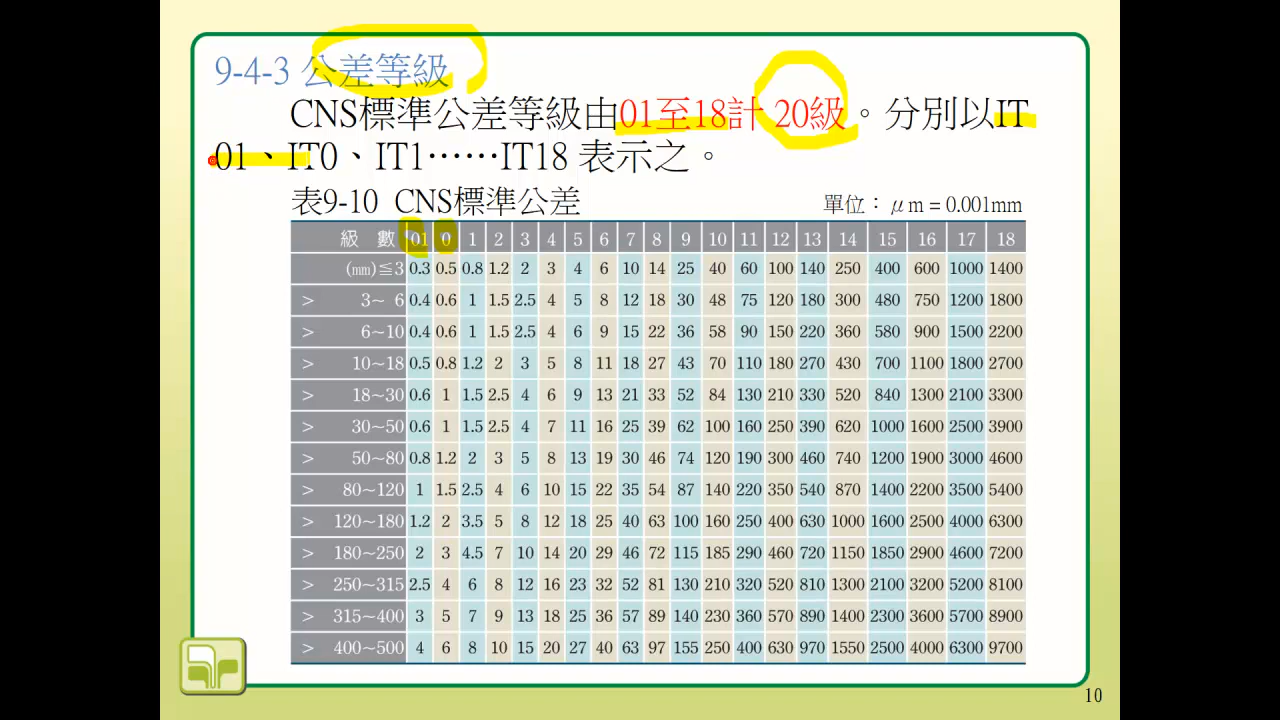 9-4-3 公差等級
CNS標準公差等級由01至18計 20級。分別以IT
01、IT0、IT1⋯⋯IT18 表示之。
表9-10 CNS標準公差 單位：μm = 0.001mm
級 數 01 0 1 2 3 4 5 6 7 8 9 10 11 12 13 14 15 16 17 18
(mm)≦3 0.3 0.5 0.8 1.2 2 3 4 6 10 14 25 40 60 100 140 250 400 600 1000 1400
> 3~ 6 0.4 0.6 1 1.5 2.5 4 5 8 12 18 30 48 75 120 180 300 480 750 1200 1800
> 6~10 0.4 0.6 1 1.5 2.5 4 6 9 15 22 36 58 90 150 220 360 580 900 1500 2200
> 10~18 0.5 0.8 1.2 2 3 5 8 11 18 27 43 70 110 180 270 430 700 1100 1800 2700
> 18~30 0.6 1 1.5 2.5 4 6 9 13 21 33 52 84 130 210 330 520 840 1300 2100 3300
> 30~50 0.6 1 1.5 2.5 4 7 11 16 25 39 62 100 160 250 390 620 1000 1600 2500 3900
> 50~80 0.8 1.2 2 3 5 8 13 19 30 46 74 120 190 300 460 740 1200 1900 3000 4600
> 80~120 1 1.5 2.5 4 6 10 15 22 35 54 87 140 220 350 540 870 1400 2200 3500 5400
> 120~180 1.2 2 3.5 5 8 12 18 25 40 63 100 160 250 400 630 1000 1600 2500 4000 6300
> 180~250 2 3 4.5 7 10 14 20 29 46 72 115 185 290 460 720 1150 1850 2900 4600 7200
> 250~315 2.5 4 6 8 12 16 23 32 52 81 130 210 320 520 810 1300 2100 3200 5200 8100
> 315~400 3 5 7 9 13 18 25 36 57 89 140 230 360 570 890 1400 2300 3600 5700 8900
> 400~500 4 6 8 10 15 20 27 40 63 97 155 250 400 630 970 1550 2500 4000 6300 9700
10